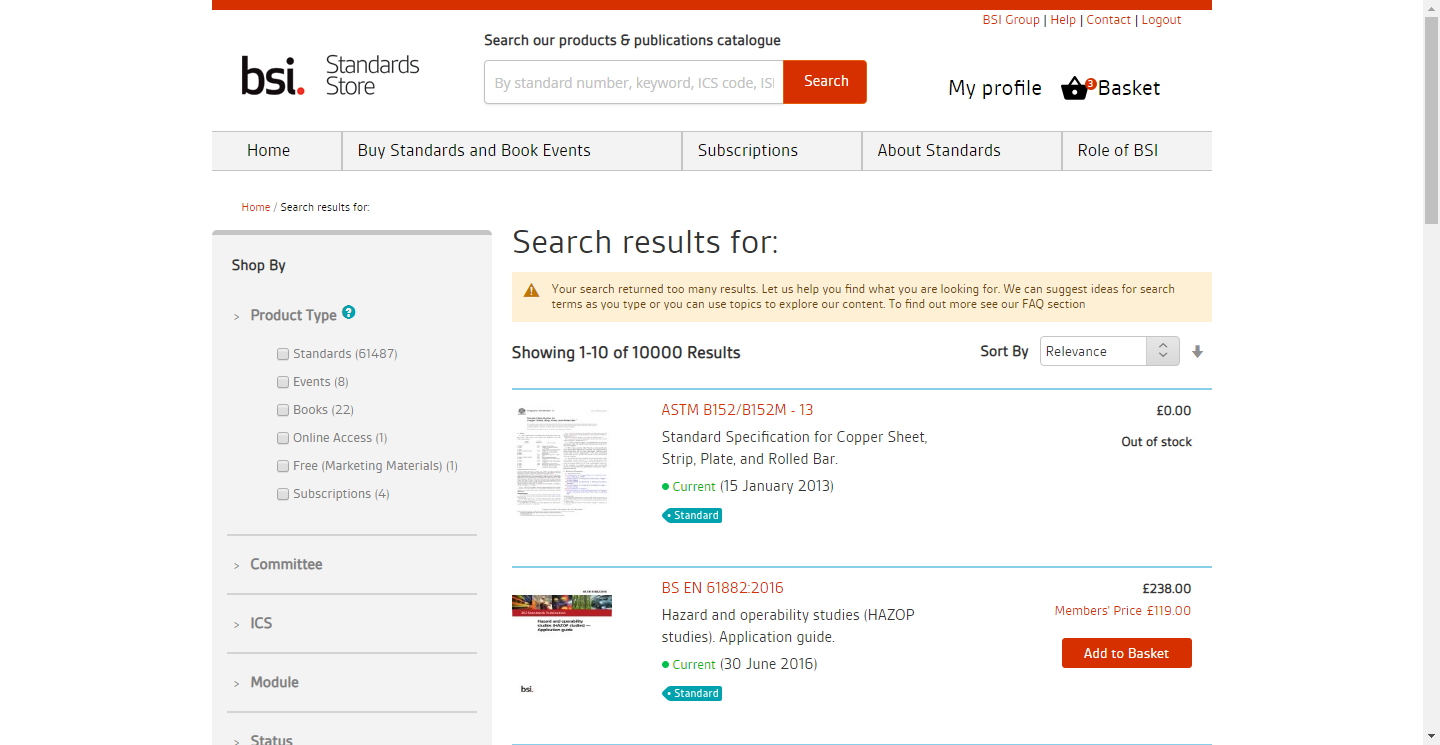 BSI Group | Help | Contact | Logout
bsi. Standards Store
Search our products & publications catalogue
By standard number, keyword, ICS code, ISI
Search
My profile
3
Basket
Home
Buy Standards and Book Events
Subscriptions
About Standards
Role of BSI
Home / Search results for:
Shop By
> Product Type ?
Standards (61487)
Events (8)
Books (22)
Online Access (1)
Free (Marketing Materials) (1)
Subscriptions (4)
> Committee
> ICS
> Module
> Status
Search results for:
Your search returned too many results. Let us help you find what you are looking for. We can suggest ideas for search
terms as you type or you can use topics to explore our content. To find out more see our FAQ section
Showing 1-10 of 10000 Results
Sort By
Relevance
ASTM B152/B152M - 13
£0.00
Standard Specification for Copper Sheet,
Strip, Plate, and Rolled Bar.
Out of stock
Current (15 January 2013)
Standard
BS EN 61882:2016
£238.00
Members' Price £119.00
Hazard and operability studies (HAZOP
studies). Application guide.
Add to Basket
Current (30 June 2016)
Standard
Hazard and operability
studies (HAZOP studies) —
Application guide
bsi.